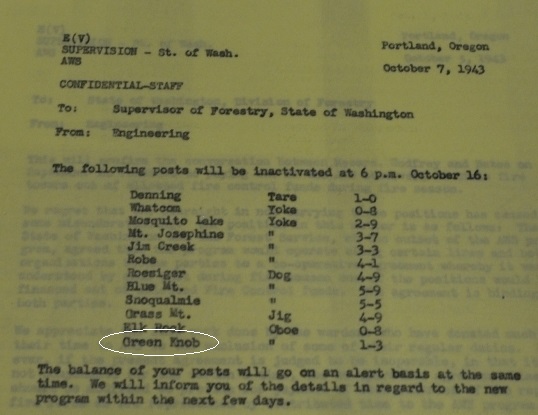 E(V)
SUPERVISION - St. of Wash.
AWS
Portland, Oregon
October 7, 1943
CONFIDENTIAL-STAFF
To: Supervisor of Forestry, State of Washington
From: Engineering
The following posts will be inactivated at 6 p.m. October 16:
Denning Tare 1-0
Whatcom Yoke 0-8
Mosquito Lake Yoke 2-9
Mt. Josephine " 3-7
Jim Creek " 3-3
Robe " 4-1
Roesiger Dog 4-9
Blue Mt. " 5-9
Snoqualmie " 5-5
Grass Mt. Jig 4-9
Elk Rock Oboe 0-8
Green Knob " 1-3
The balance of your posts will go on an alert basis at the same
time. We will inform you of the details in regard to the new
program within the next few days.